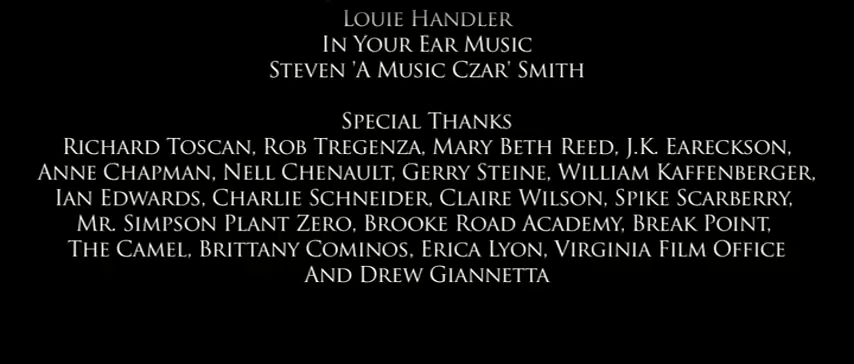 Louie Handler
In Your Ear Music
Steven 'A Music Czar' Smith
Special Thanks
Richard Toscan, Rob Tregenza, Mary Beth Reed, J.K. Eareckson,
Anne Chapman, Nell Chenault, Gerry Steine, William Kaffenberger,
Ian Edwards, Charlie Schneider, Claire Wilson, Spike Scarberry,
Mr. Simpson Plant Zero, Brooke Road Academy, Break Point,
The Camel, Brittany Cominos, Erica Lyon, Virginia Film Office
And Drew Giannetta